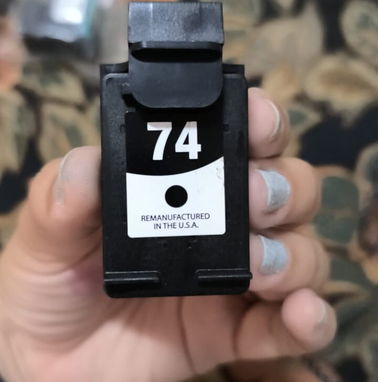 74
REMANUFACTURED
IN THE U.S.A.